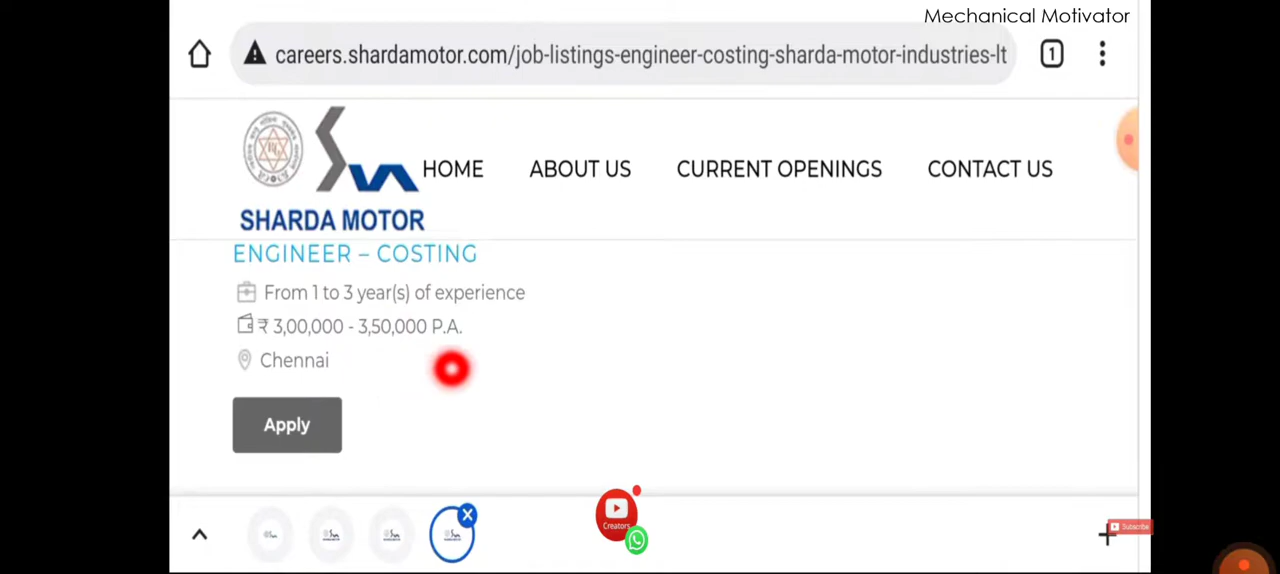 Mechanical Motivator
careers.shardamotor.com/job-listings-engineer-costing-sharda-motor-industries-lt
1
HOME ABOUT US CURRENT OPENINGS CONTACT US
SHARDA MOTOR
ENGINEER – COSTING
From 1 to 3 year(s) of experience
₹ 3,00,000 - 3,50,000 P.A.
Chennai
Apply
Creators
Subscribe